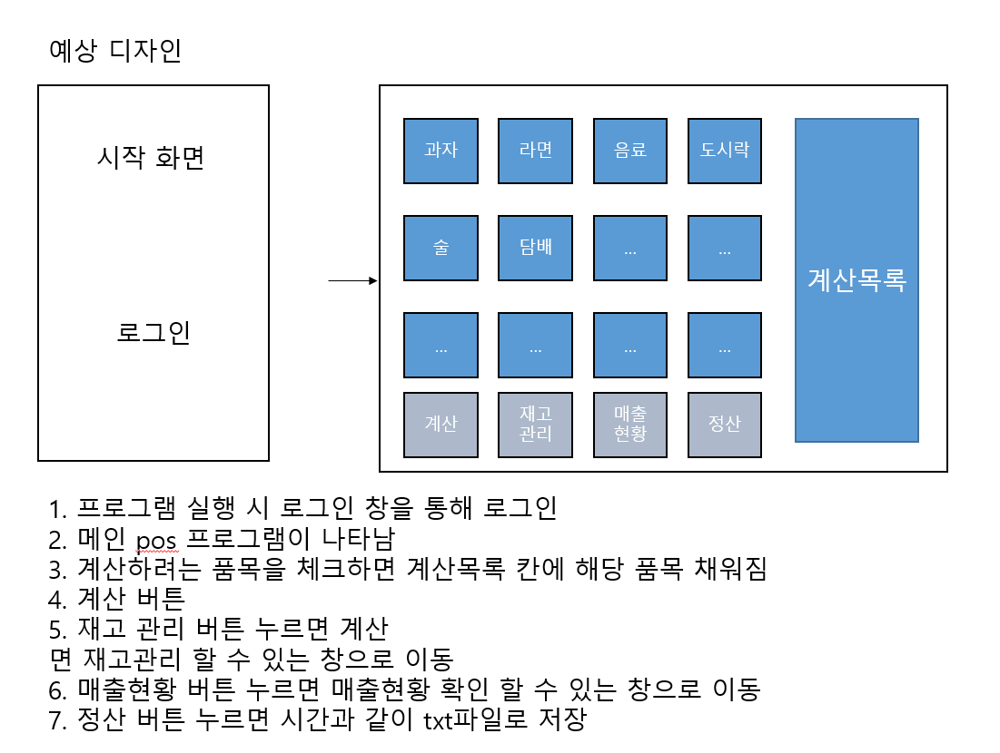 예상 디자인
시작 화면
로그인
과자
라면
음료
도시락
술
담배
...
...
...
...
...
...
계산
재고
관리
매출
현황
정산
계산목록
1. 프로그램 실행 시 로그인 창을 통해 로그인
2. 메인 pos 프로그램이 나타남
3. 계산하려는 품목을 체크하면 계산목록 칸에 해당 품목 채워짐
4. 계산 버튼
5. 재고 관리 버튼 누르면 계산
면 재고관리 할 수 있는 창으로 이동
6. 매출현황 버튼 누르면 매출현황 확인 할 수 있는 창으로 이동
7. 정산 버튼 누르면 시간과 같이 txt파일로 저장